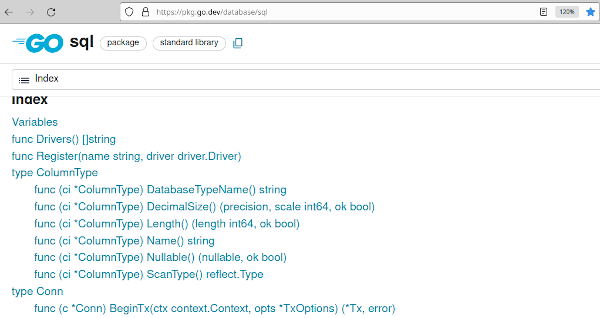 https://pkg.go.dev/database/sql
120%
GO sql package standard library
Index
Index
Variables
func Drivers() []string
func Register(name string, driver driver.Driver)
type ColumnType
func (ci *ColumnType) DatabaseTypeName() string
func (ci *ColumnType) DecimalSize() (precision, scale int64, ok bool)
func (ci *ColumnType) Length() (length int64, ok bool)
func (ci *ColumnType) Name() string
func (ci *ColumnType) Nullable() (nullable, ok bool)
func (ci *ColumnType) ScanType() reflect.Type
type Conn
func (c *Conn) BeginTx(ctx context.Context, opts *TxOptions) (*Tx, error)